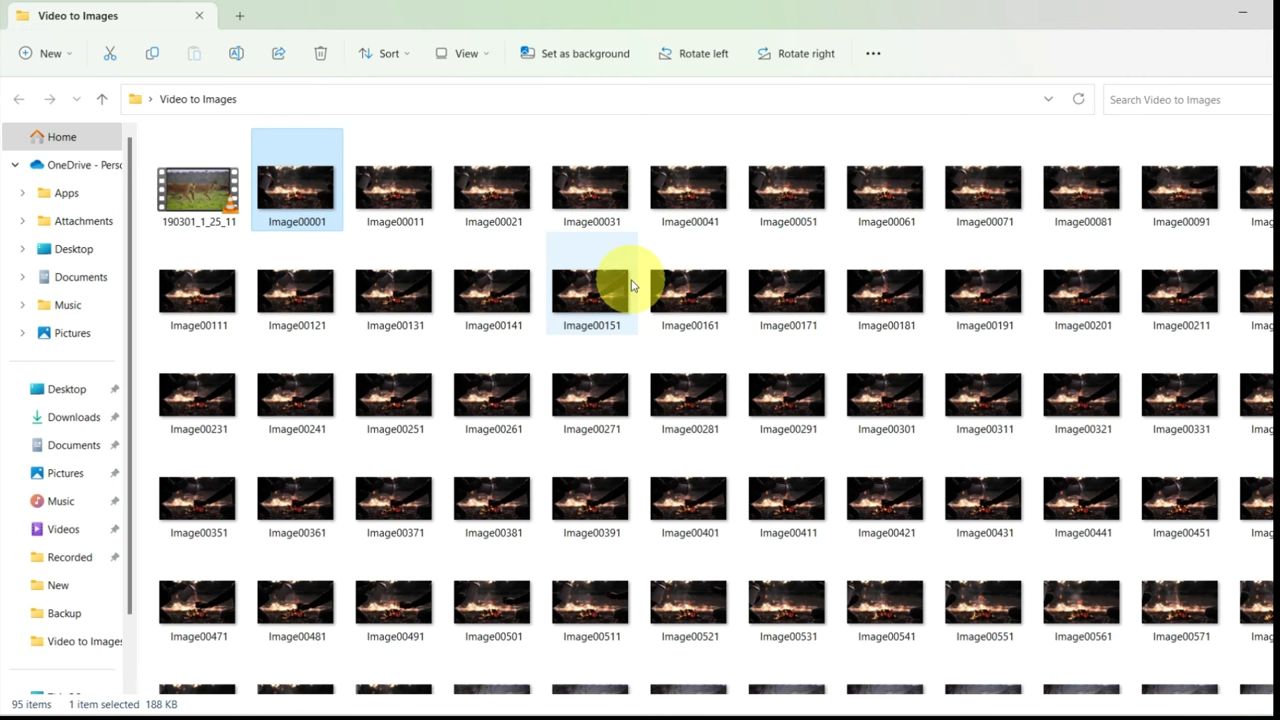 Video to Images
New
Sort
View
Set as background
Rotate left
Rotate right
Video to Images
Search Video to Images
Home
OneDrive - Perso
Apps
Attachments
Desktop
Documents
Music
Pictures
Desktop
Downloads
Documents
Pictures
Music
Videos
Recorded
New
Backup
Video to Images
190301_1_25_11 Image00001 Image00011 Image00021 Image00031 Image00041 Image00051 Image00061 Image00071 Image00081 Image00091
Image00111 Image00121 Image00131 Image00141 Image00151 Image00161 Image00171 Image00181 Image00191 Image00201 Image00211
Image00231 Image00241 Image00251 Image00261 Image00271 Image00281 Image00291 Image00301 Image00311 Image00321 Image00331
Image00351 Image00361 Image00371 Image00381 Image00391 Image00401 Image00411 Image00421 Image00431 Image00441 Image00451
Image00471 Image00481 Image00491 Image00501 Image00511 Image00521 Image00531 Image00541 Image00551 Image00561 Image00571
95 items 1 item selected 188 KB